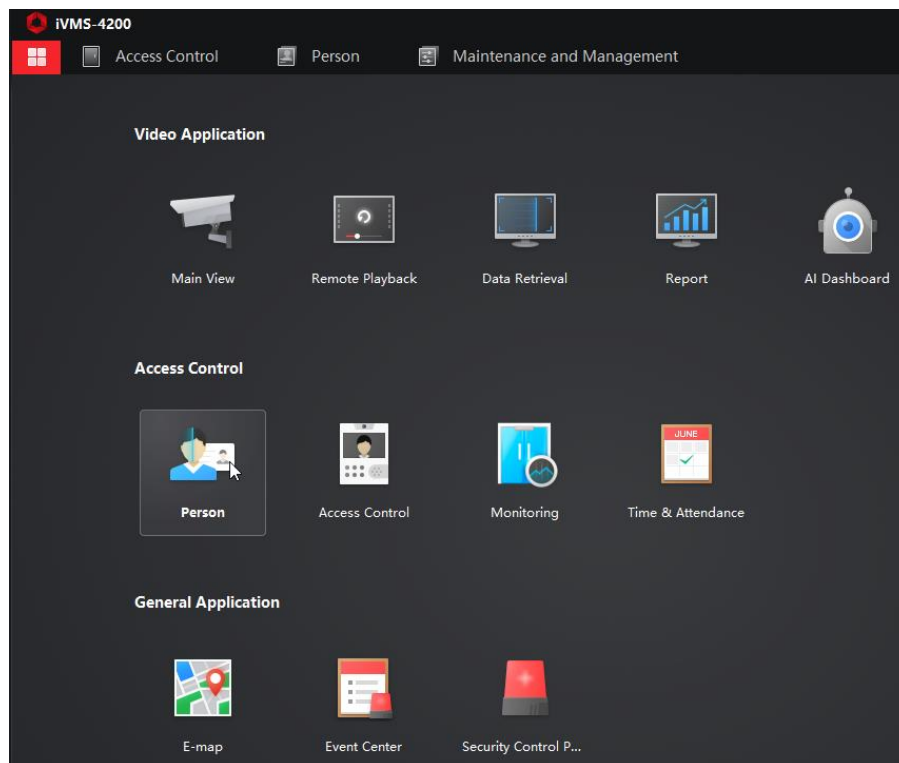 iVMS-4200
Access Control Person Maintenance and Management
Video Application
Main View Remote Playback Data Retrieval Report AI Dashboard
Access Control
JUNE
Person Access Control Monitoring Time & Attendance
General Application
E-map Event Center Security Control P...